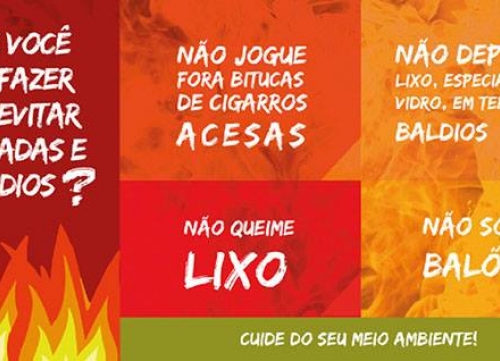 VOCÊ
FAZER
EVITAR
ADAS E
DIOS?
NÃO JOGUE
FORA BITUCAS
DE CIGARROS
ACESAS
NÃO DEP
LIXO, ESPECIA
VIDRO, EM TE
BALDIOS
NÃO QUEIME
LIXO
NÃO SO
BALÕ
CUIDE DO SEU MEIO AMBIENTE!